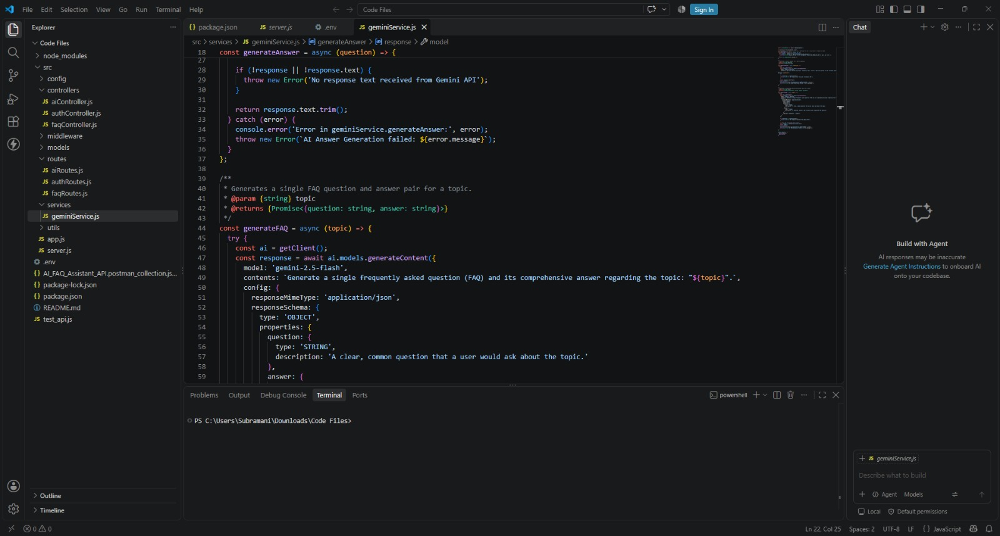 File Edit Selection View Go Run Terminal Help
Code Files
Sign In
Explorer
Code Files
node_modules
src
config
controllers
JS aiController.js
JS authController.js
JS faqController.js
middleware
models
routes
JS aiRoutes.js
JS authRoutes.js
JS faqRoutes.js
services
JS geminiService.js
utils
JS app.js
JS server.js
.env
{} AI_FAQ_Assistant_API.postman_collection.js...
{} package-lock.json
{} package.json
README.md
JS test_api.js
Outline
Timeline
{} package.json JS server.js .env JS geminiService.js
src > services > JS geminiService.js > generateAnswer > response > model
18 const generateAnswer = async (question) => {
27
28 if (!response || !response.text) {
29 throw new Error('No response text received from Gemini API');
30 }
31
32 return response.text.trim();
33 } catch (error) {
34 console.error('Error in geminiService.generateAnswer:', error);
35 throw new Error(`AI Answer Generation failed: ${error.message}`);
36 }
37 };
38
39 /**
40 * Generates a single FAQ question and answer pair for a topic.
41 * @param {string} topic
42 * @returns {Promise<{question: string, answer: string}>}
43 */
44 const generateFAQ = async (topic) => {
45 try {
46 const ai = getClient();
47 const response = await ai.models.generateContent({
48 model: 'gemini-2.5-flash',
49 contents: `Generate a single frequently asked question (FAQ) and its comprehensive answer regarding the topic: "${topic}".`,
50 config: {
51 responseMimeType: 'application/json',
52 responseSchema: {
53 type: 'OBJECT',
54 properties: {
55 question: {
56 type: 'STRING',
57 description: 'A clear, common question that a user would ask about the topic.'
58 },
59 answer: {
Problems Output Debug Console Terminal Ports
powershell
PS C:\Users\Subramani\Downloads\Code Files>
Chat
Build with Agent
AI responses may be inaccurate
Generate Agent Instructions to onboard AI
onto your codebase.
JS geminiService.js
Describe what to build
Agent Models
Local Default permissions
0 0
Ln 22, Col 25 Spaces: 2 UTF-8 LF {} JavaScript